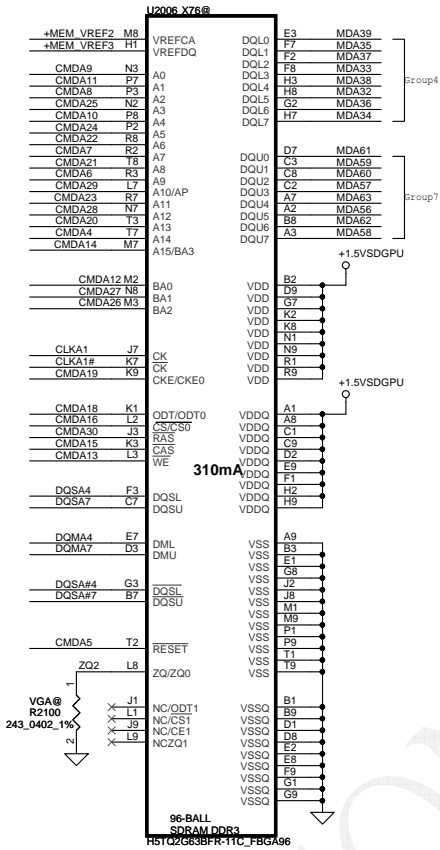 U2006 X76@
+MEM_VREF2 M8 VREFCA
+MEM_VREF3 H1 VREFDQ
CMDA9 N3 A0
CMDA11 P7 A1
CMDA8 P3 A2
CMDA25 N2 A3
CMDA10 P8 A4
CMDA24 P2 A5
CMDA22 R8 A6
CMDA7 R2 A7
CMDA21 T8 A8
CMDA6 R3 A9
CMDA29 L7 A10/AP
CMDA23 R7 A11
CMDA28 N7 A12
CMDA20 T3 A13
CMDA4 T7 A14
CMDA14 M7 A15/BA3
CMDA12 M2 BA0
CMDA27 N8 BA1
CMDA26 M3 BA2
CLKA1 J7 CK
CLKA1# K7 CK
CMDA19 K9 CKE/CKE0
CMDA18 K1 ODT/ODT0
CMDA16 L2 CS/CS0
CMDA30 J3 RAS
CMDA15 K3 CAS
CMDA13 L3 WE
310mA
DQSA4 F3 DQSL
DQSA7 C7 DQSU
DQMA4 E7 DML
DQMA7 D3 DMU
DQSA#4 G3 DQSL
DQSA#7 B7 DQSU
CMDA5 T2 RESET
ZQ2 L8 ZQ/ZQ0
1
VGA@
R2100
243_0402_1%
2
J1 NC/ODT1
L1 NC/CS1
J9 NC/CE1
L9 NCZQ1
DQL0 E3 MDA39
DQL1 F7 MDA35
DQL2 F2 MDA37
DQL3 F8 MDA33
DQL4 H3 MDA38
DQL5 H8 MDA32
DQL6 G2 MDA36
DQL7 H7 MDA34
Group4
DQU0 D7 MDA61
DQU1 C3 MDA59
DQU2 C8 MDA60
DQU3 C2 MDA57
DQU4 A7 MDA63
DQU5 A2 MDA56
DQU6 B8 MDA62
DQU7 A3 MDA58
Group7
+1.5VSDGPU
VDD B2
VDD D9
VDD G7
VDD K2
VDD K8
VDD N1
VDD N9
VDD R1
VDD R9
+1.5VSDGPU
VDDQ A1
VDDQ A8
VDDQ C1
VDDQ C9
VDDQ D2
VDDQ E9
VDDQ F1
VDDQ H2
VDDQ H9
VSS A9
VSS B3
VSS E1
VSS G8
VSS J2
VSS J8
VSS M1
VSS M9
VSS P1
VSS P9
VSS T1
VSS T9
VSSQ B1
VSSQ B9
VSSQ D1
VSSQ D8
VSSQ E2
VSSQ E8
VSSQ F9
VSSQ G1
VSSQ G9
96-BALL
SDRAM DDR3
H5TQ2G63BFR-11C_FBGA96